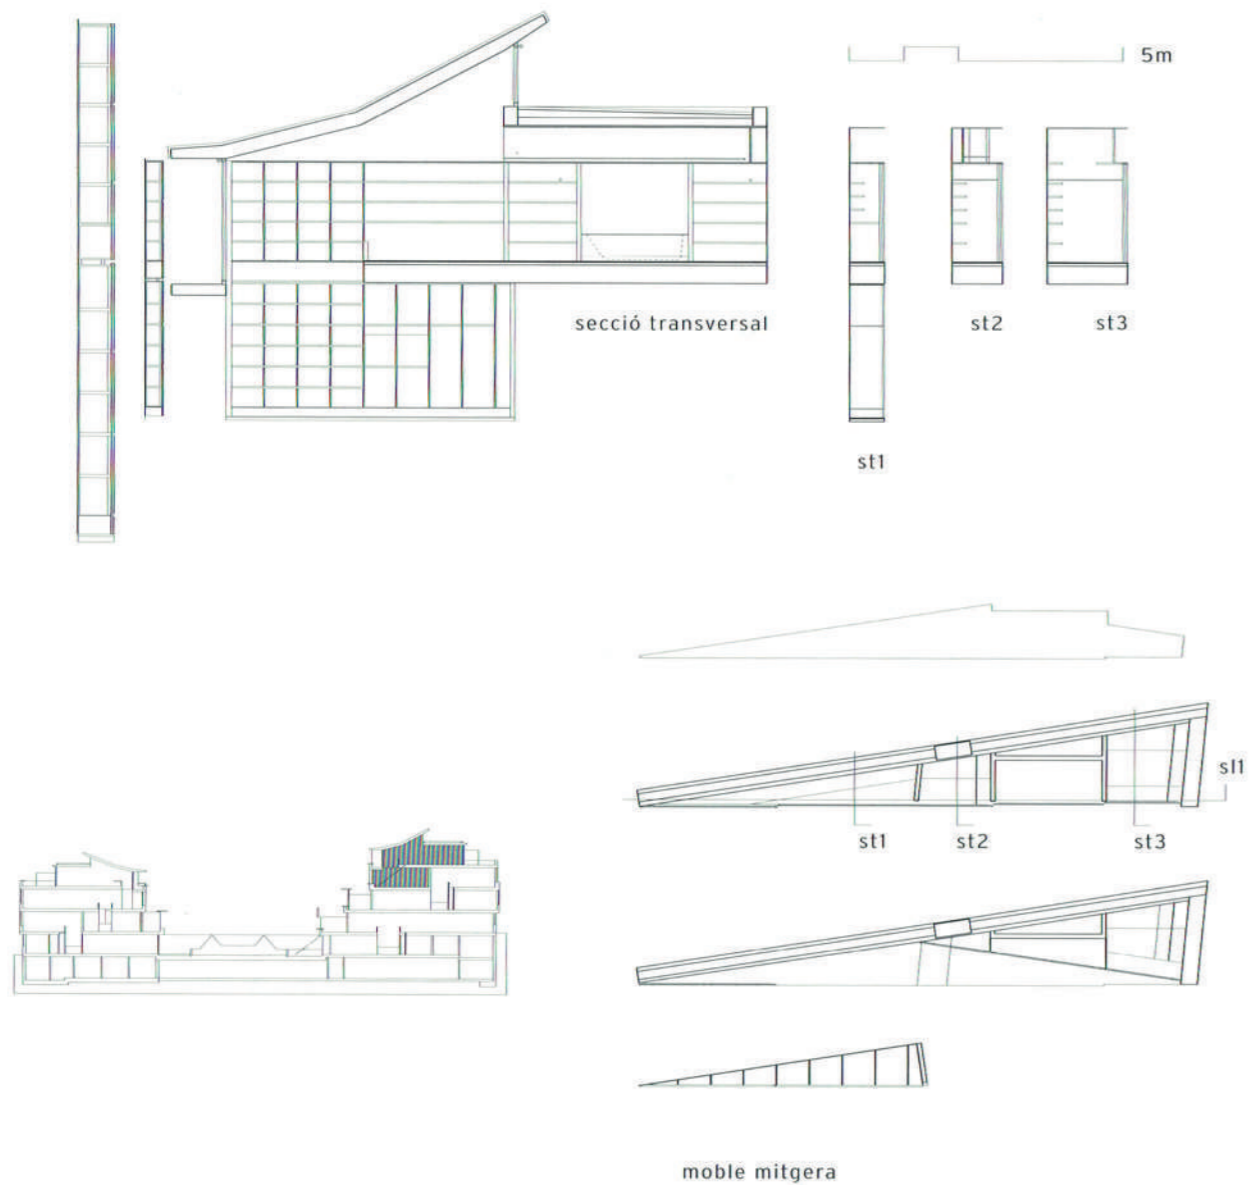 5m
secció transversal
st2
st3
st1
sl1
st1
st2
st3
moble mitgera